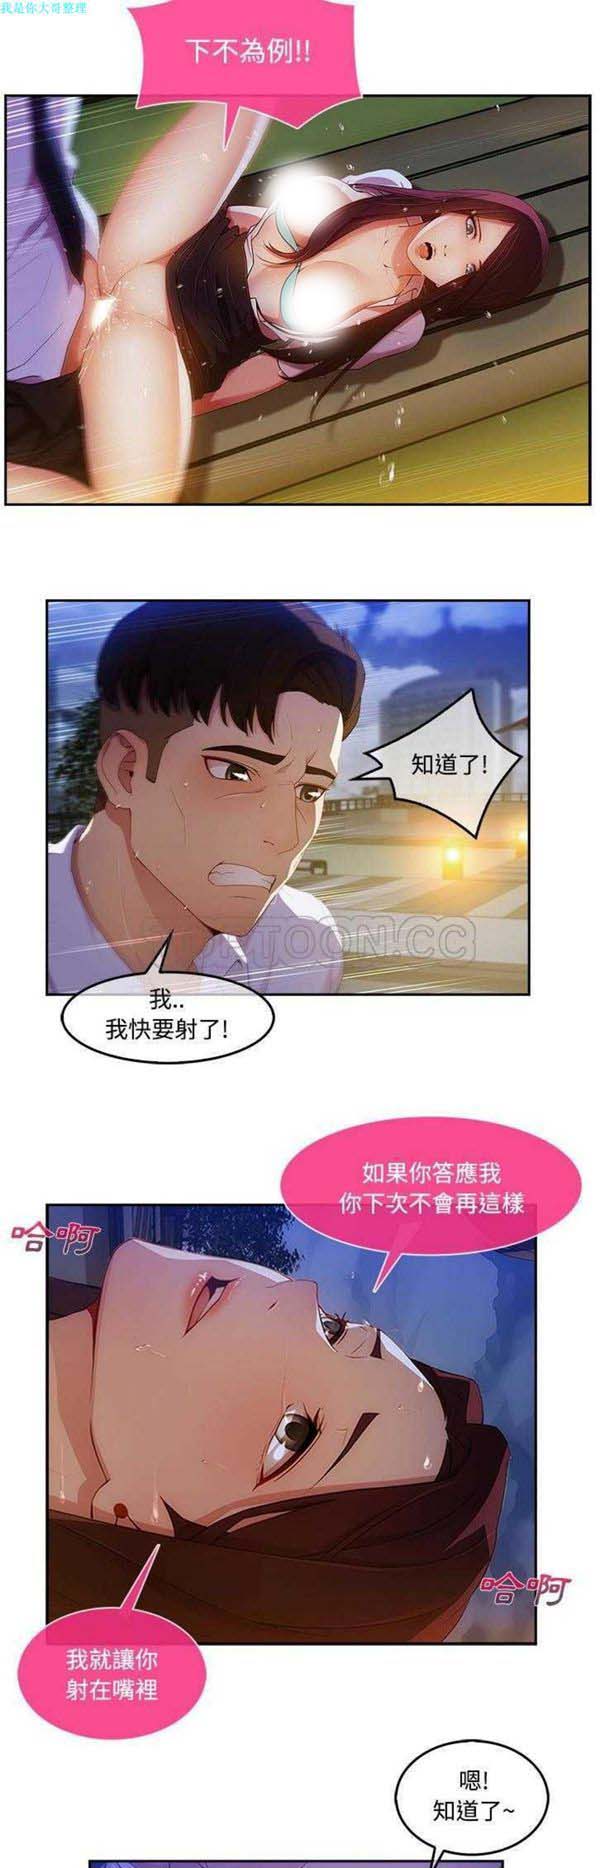 我是你大哥整理
下不為例!!
知道了!
TOPTOON.CC
我..
我快要射了!
如果你答應我
你下次不會再這樣
哈啊
哈啊
我就讓你
射在嘴裡
嗯!
知道了~